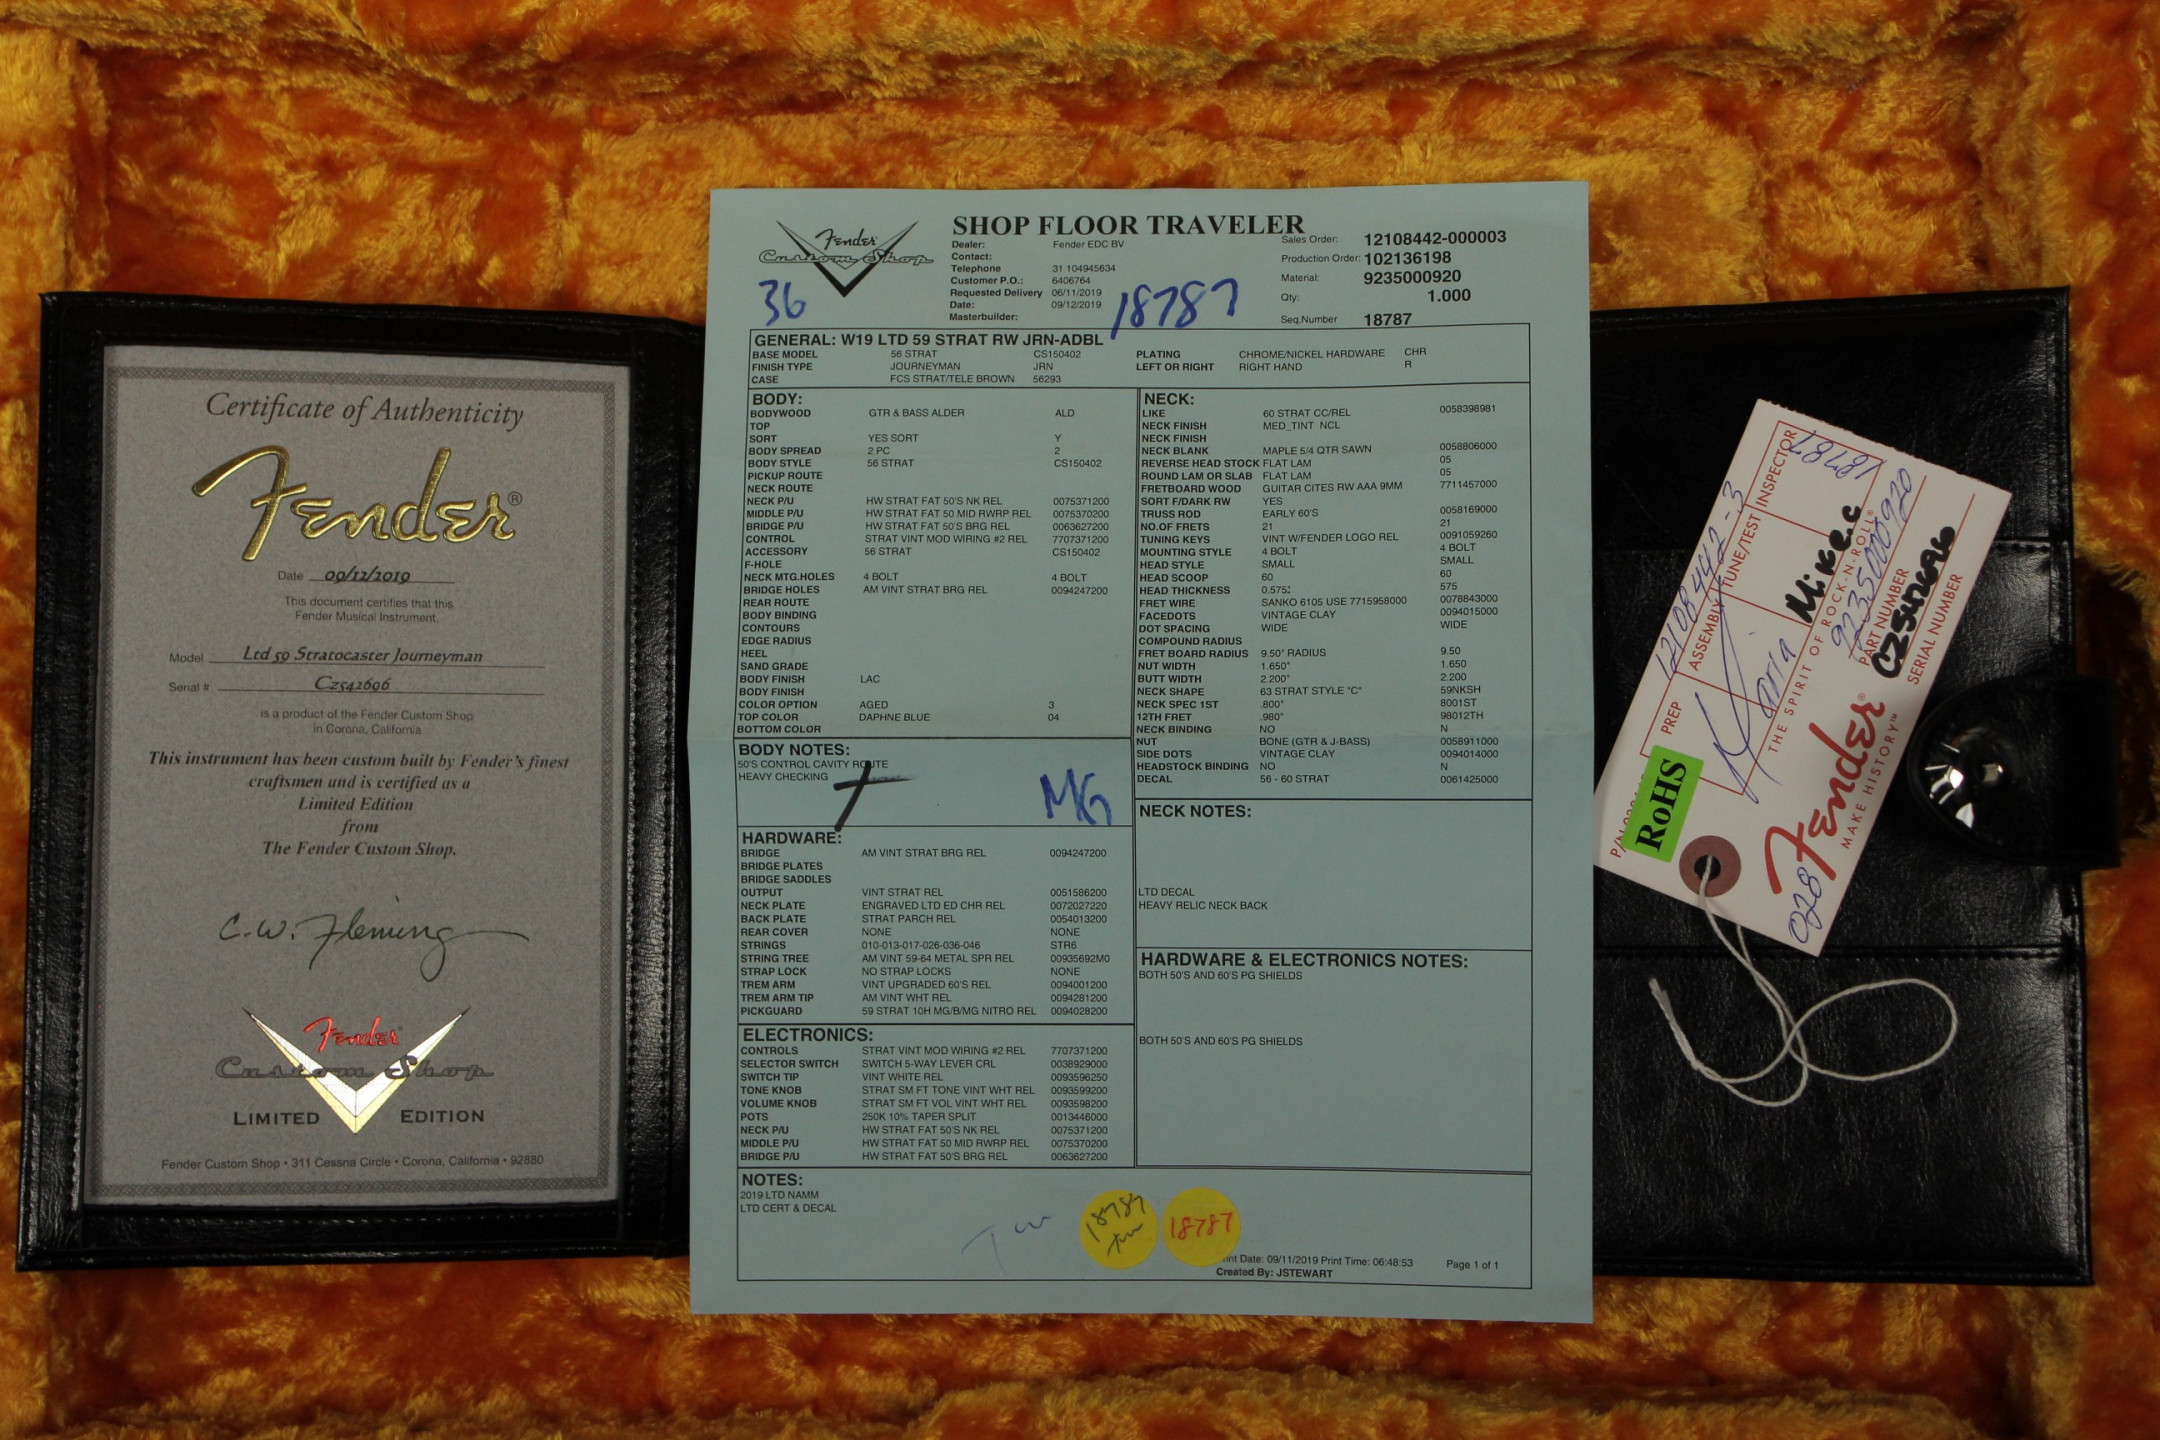 Certificate of Authenticity
Fender®
Date 09/12/2019
This document certifies that this
Fender Musical Instrument,
Model Ltd 59 Stratocaster Journeyman
Serial # CZ542696
is a product of the Fender Custom Shop
in Corona, California
This instrument has been custom built by Fender's finest
craftsmen and is certified as a
Limited Edition
from
The Fender Custom Shop.
C.W. Fleming
Fender®
Custom Shop
LIMITED EDITION
Fender Custom Shop • 311 Cessna Circle • Corona, California • 92880
Fender
Custom Shop
36
SHOP FLOOR TRAVELER
Dealer: Fender EDC BV
Contact:
Telephone 31 104945634
Customer P.O.: 6406764
Requested Delivery 06/11/2019
Date: 09/12/2019
Masterbuilder:
18787
Sales Order: 12108442-000003
Production Order: 102136198
Material: 9235000920
Qty: 1.000
Seq.Number 18787
GENERAL: W19 LTD 59 STRAT RW JRN-ADBL
BASE MODEL 56 STRAT CS150402 PLATING CHROME/NICKEL HARDWARE CHR
FINISH TYPE JOURNEYMAN JRN LEFT OR RIGHT RIGHT HAND R
CASE FCS STRAT/TELE BROWN 56293
BODY:
BODYWOOD GTR & BASS ALDER ALD
TOP
SORT YES SORT Y
BODY SPREAD 2 PC 2
BODY STYLE 56 STRAT CS150402
PICKUP ROUTE
NECK ROUTE
NECK P/U HW STRAT FAT 50'S NK REL 0075371200
MIDDLE P/U HW STRAT FAT 50 MID RWRP REL 0075370200
BRIDGE P/U HW STRAT FAT 50'S BRG REL 0063627200
CONTROL STRAT VINT MOD WIRING #2 REL 7707371200
ACCESSORY 56 STRAT CS150402
F-HOLE
NECK MTG.HOLES 4 BOLT 4 BOLT
BRIDGE HOLES AM VINT STRAT BRG REL 0094247200
REAR ROUTE
BODY BINDING
CONTOURS
EDGE RADIUS
HEEL
SAND GRADE
BODY FINISH LAC
BODY FINISH
COLOR OPTION AGED 3
TOP COLOR DAPHNE BLUE 04
BOTTOM COLOR
BODY NOTES:
50'S CONTROL CAVITY ROUTE
HEAVY CHECKING
MG
HARDWARE:
BRIDGE AM VINT STRAT BRG REL 0094247200
BRIDGE PLATES
BRIDGE SADDLES
OUTPUT VINT STRAT REL 0051586200
NECK PLATE ENGRAVED LTD ED CHR REL 0072027220
BACK PLATE STRAT PARCH REL 0054013200
REAR COVER NONE NONE
STRINGS 010-013-017-026-036-046 STR6
STRING TREE AM VINT 59-64 METAL SPR REL 00935692M0
STRAP LOCK NO STRAP LOCKS NONE
TREM ARM VINT UPGRADED 60'S REL 0094001200
TREM ARM TIP AM VINT WHT REL 0094281200
PICKGUARD 59 STRAT 10H MG/B/MG NITRO REL 0094028200
ELECTRONICS:
CONTROLS STRAT VINT MOD WIRING #2 REL 7707371200
SELECTOR SWITCH SWITCH 5-WAY LEVER CRL 0038929000
SWITCH TIP VINT WHITE REL 0093596250
TONE KNOB STRAT SM FT TONE VINT WHT REL 0093599200
VOLUME KNOB STRAT SM FT VOL VINT WHT REL 0093598200
POTS 250K 10% TAPER SPLIT 0013446000
NECK P/U HW STRAT FAT 50'S NK REL 0075371200
MIDDLE P/U HW STRAT FAT 50 MID RWRP REL 0075370200
BRIDGE P/U HW STRAT FAT 50'S BRG REL 0063627200
NECK:
LIKE 60 STRAT CC/REL 0058398981
NECK FINISH MED_TINT NCL
NECK FINISH
NECK BLANK MAPLE 5/4 QTR SAWN 0058806000
REVERSE HEAD STOCK FLAT LAM 05
ROUND LAM OR SLAB FLAT LAM 05
FRETBOARD WOOD GUITAR CITES RW AAA 9MM 7711457000
SORT F/DARK RW YES
TRUSS ROD EARLY 60'S 0058169000
NO.OF FRETS 21 21
TUNING KEYS VINT W/FENDER LOGO REL 0091059260
MOUNTING STYLE 4 BOLT 4 BOLT
HEAD STYLE SMALL SMALL
HEAD SCOOP 60 60
HEAD THICKNESS 0.575" 575
FRET WIRE SANKO 6105 USE 7715958000 0078843000
FACEDOTS VINTAGE CLAY 0094015000
DOT SPACING WIDE WIDE
COMPOUND RADIUS
FRET BOARD RADIUS 9.50" RADIUS 9.50
NUT WIDTH 1.650" 1.650
BUTT WIDTH 2.200" 2.200
NECK SHAPE 63 STRAT STYLE "C" 59NKSH
NECK SPEC 1ST .800" 8001ST
12TH FRET .980" 98012TH
NECK BINDING NO N
NUT BONE (GTR & J-BASS) 0058911000
SIDE DOTS VINTAGE CLAY 0094014000
HEADSTOCK BINDING NO N
DECAL 56 - 60 STRAT 0061425000
NECK NOTES:
LTD DECAL
HEAVY RELIC NECK BACK
HARDWARE & ELECTRONICS NOTES:
BOTH 50'S AND 60'S PG SHIELDS
BOTH 50'S AND 60'S PG SHIELDS
NOTES:
2019 LTD NAMM
LTD CERT & DECAL
18787
18787
Print Date: 09/11/2019 Print Time: 06:48:53 Page 1 of 1
Created By: JSTEWART
INSPECTOR
18787
TUNE/TEST
ASSEMBLY
PREP
12108442-3
Maria
Mike.C
THE SPIRIT OF ROCK-N-ROLL®
9235000920
PART NUMBER
CZ542696
SERIAL NUMBER
Fender®
MAKE HISTORY™
028
RoHS